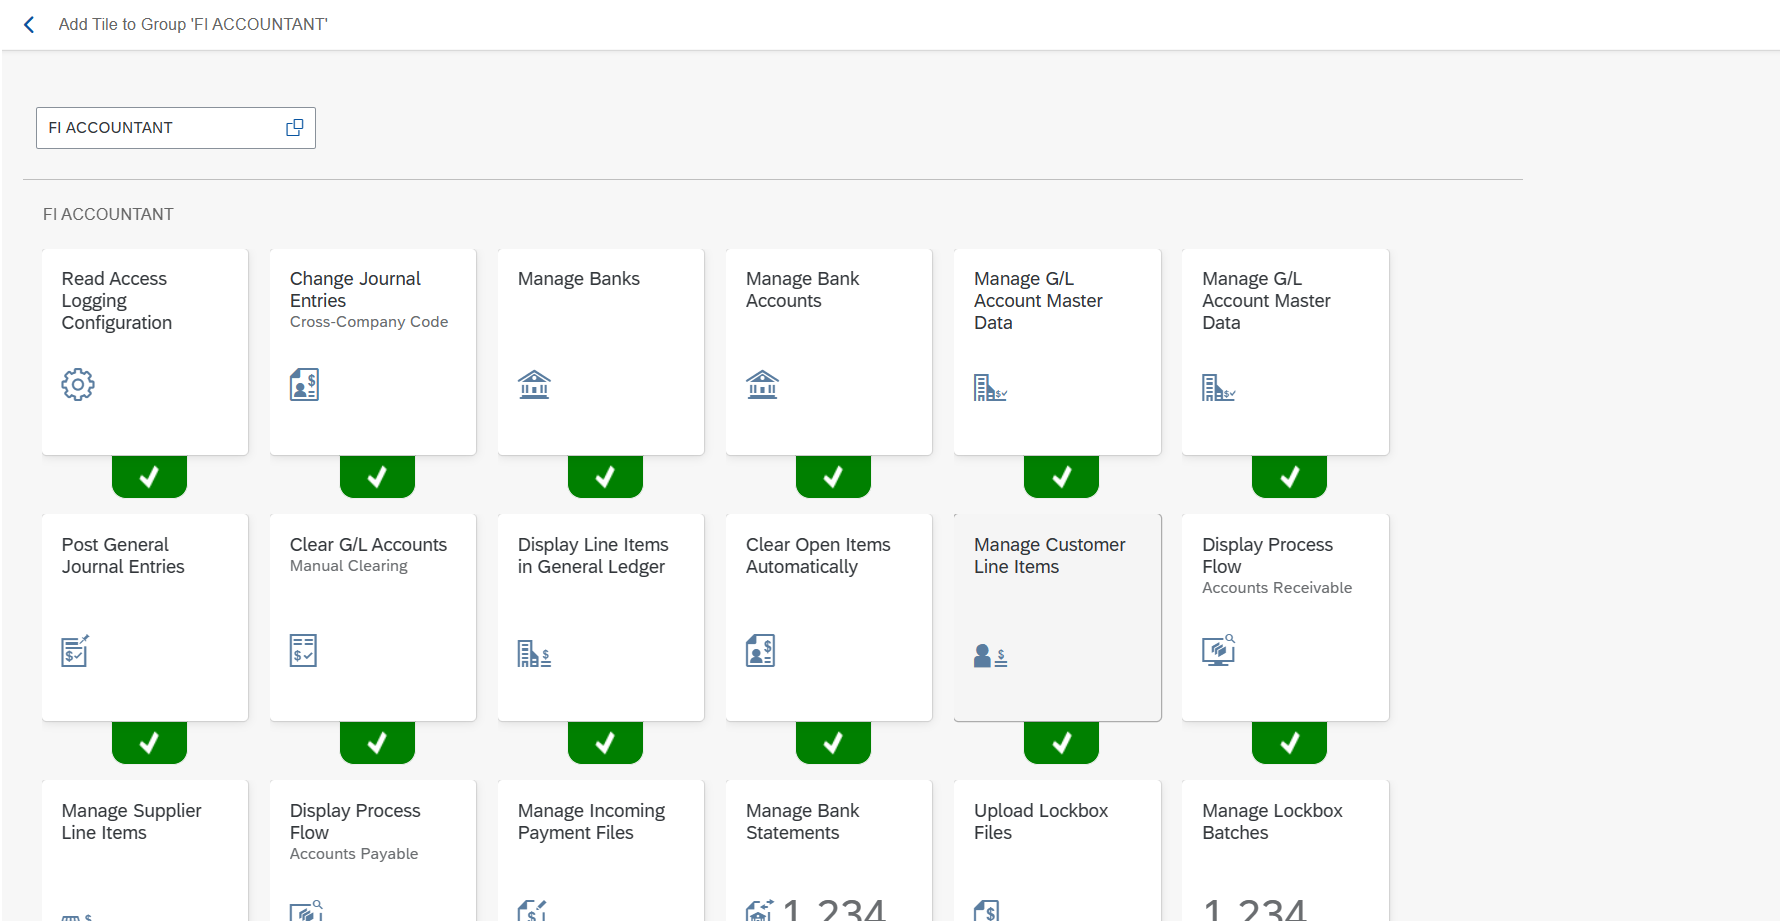 Add Tile to Group 'FI ACCOUNTANT'
FI ACCOUNTANT
FI ACCOUNTANT
Read Access
Logging
Configuration
Change Journal
Entries
Cross-Company Code
Manage Banks
Manage Bank
Accounts
Manage G/L
Account Master
Data
Manage G/L
Account Master
Data
Post General
Journal Entries
Clear G/L Accounts
Manual Clearing
Display Line Items
in General Ledger
Clear Open Items
Automatically
Manage Customer
Line Items
Display Process
Flow
Accounts Receivable
Manage Supplier
Line Items
Display Process
Flow
Accounts Payable
Manage Incoming
Payment Files
Manage Bank
Statements
1 234
Upload Lockbox
Files
Manage Lockbox
Batches
1 234